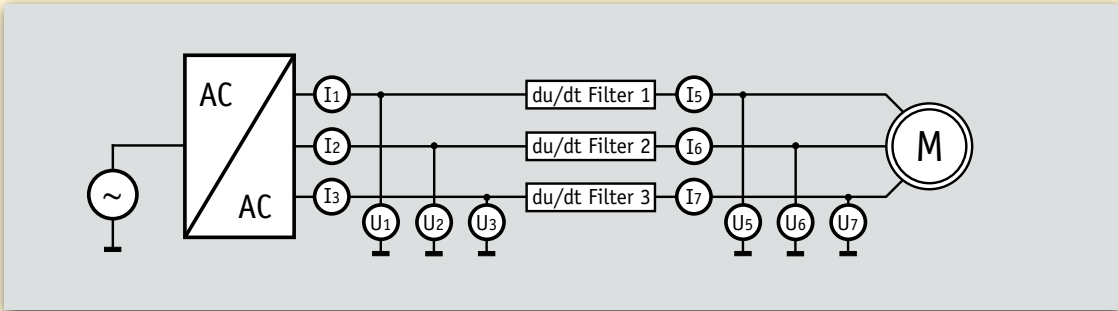 AC
AC
I1
I2
I3
U1
U2
U3
du/dt Filter 1
du/dt Filter 2
du/dt Filter 3
I5
I6
I7
U5
U6
U7
M
~